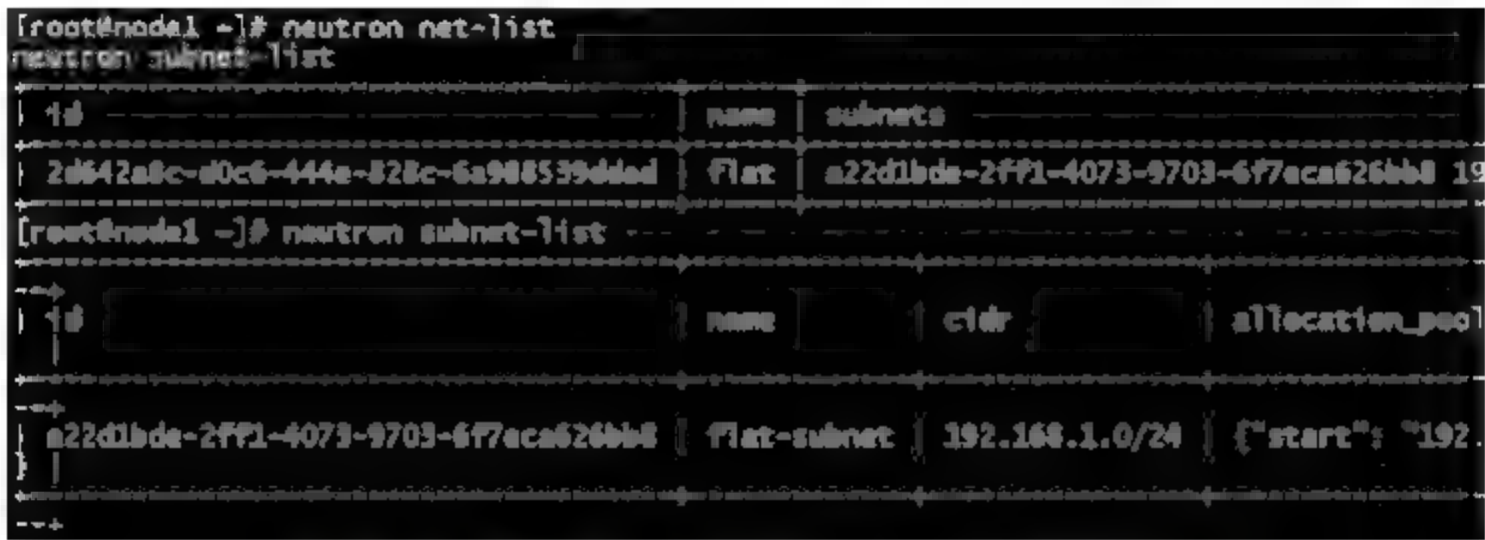 [root@node1 ~]# neutron net-list
neutron subnet-list
| id | name | subnets
| 2d642a8c-d0c6-444e-828c-6a988539dded | flat | a22d1bde-2ff1-4073-9703-6f7eca626bb8 19
[root@node1 ~]# neutron subnet-list
| id | name | cidr | allocation_pool
| a22d1bde-2ff1-4073-9703-6f7eca626bb8 | flat-subnet | 192.168.1.0/24 | {"start": "192.
} |